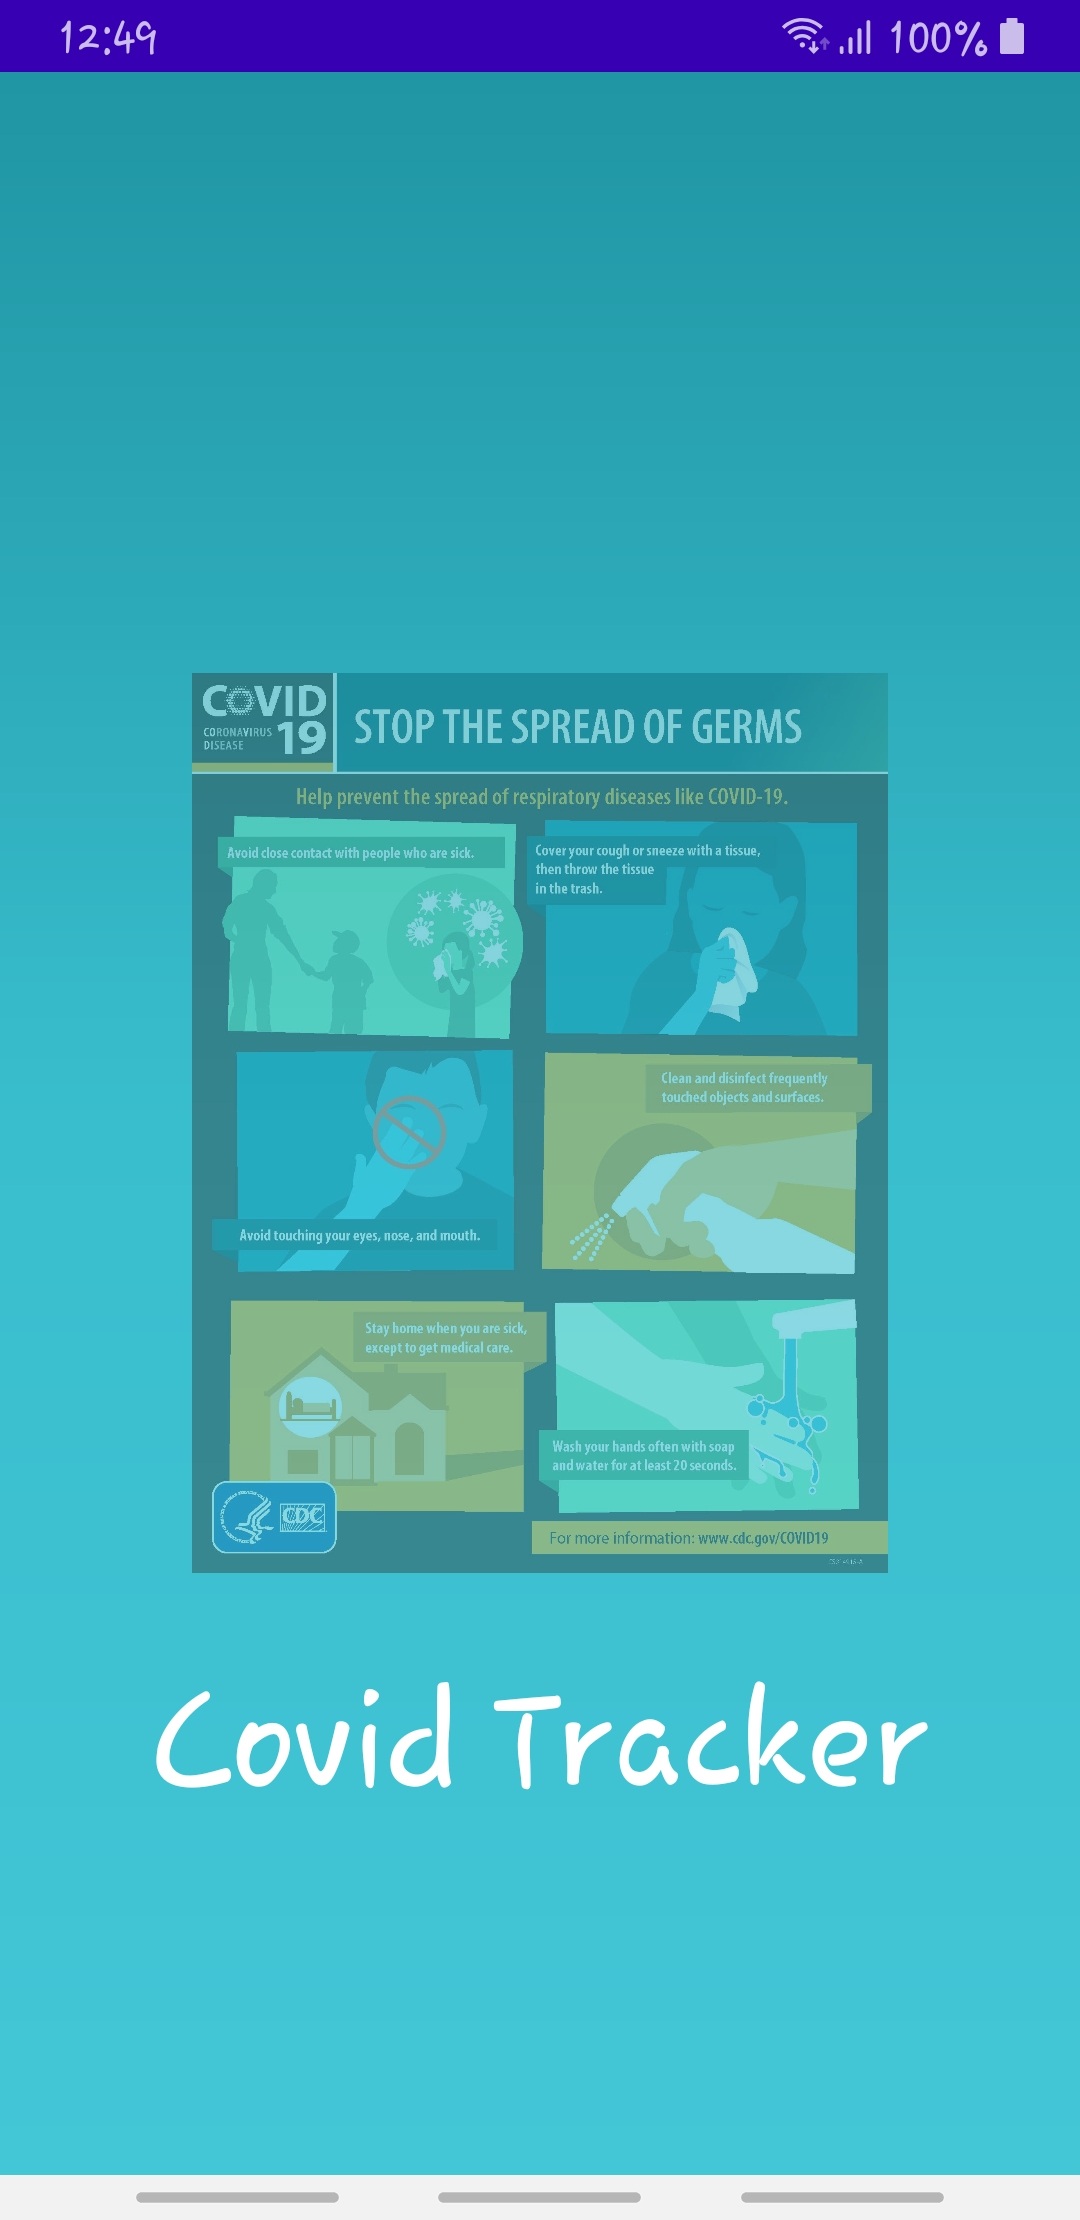 12:49
100%
COVID
19
CORONAVIRUS
DISEASE
STOP THE SPREAD OF GERMS
Help prevent the spread of respiratory diseases like COVID-19.
Avoid close contact with people who are sick.
Cover your cough or sneeze with a tissue,
then throw the tissue
in the trash.
Avoid touching your eyes, nose, and mouth.
Clean and disinfect frequently
touched objects and surfaces.
Stay home when you are sick,
except to get medical care.
Wash your hands often with soap
and water for at least 20 seconds.
CDC
For more information: www.cdc.gov/COVID19
Covid Tracker